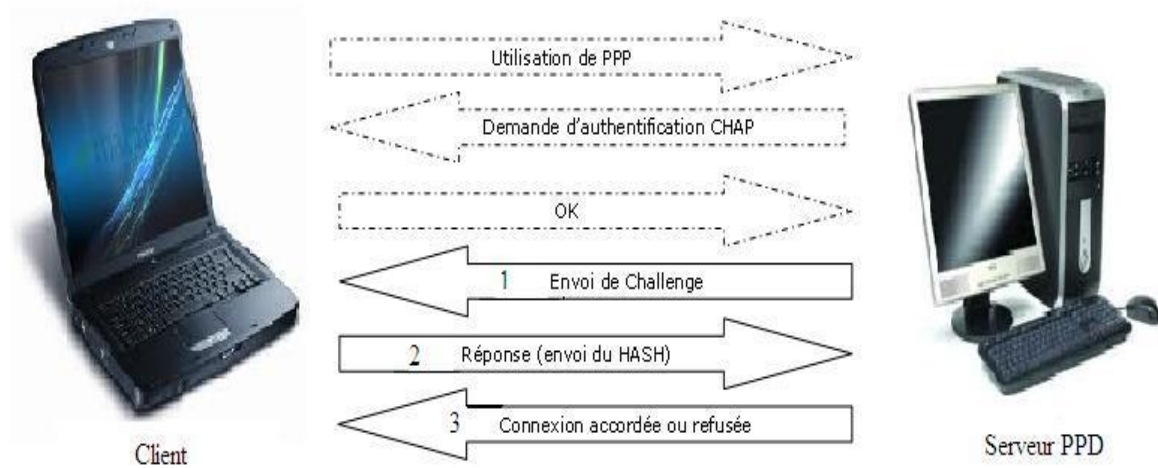 Utilisation de PPP
Demande d'authentification CHAP
OK
1 Envoi de Challenge
2 Réponse (envoi du HASH)
3 Connexion accordée ou refusée
Client
Serveur PPD